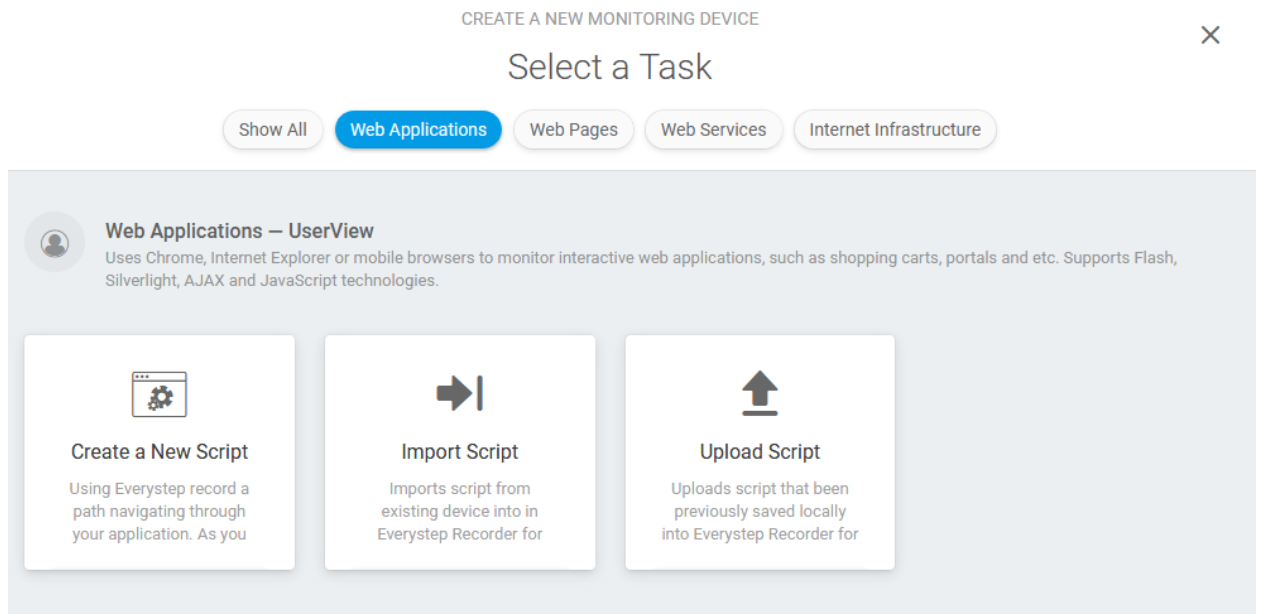 CREATE A NEW MONITORING DEVICE
Select a Task
Show All
Web Applications
Web Pages
Web Services
Internet Infrastructure
Web Applications — UserView
Uses Chrome, Internet Explorer or mobile browsers to monitor interactive web applications, such as shopping carts, portals and etc. Supports Flash,
Silverlight, AJAX and JavaScript technologies.
Create a New Script
Using Everystep record a
path navigating through
your application. As you
Import Script
Imports script from
existing device into in
Everystep Recorder for
Upload Script
Uploads script that been
previously saved locally
into Everystep Recorder for